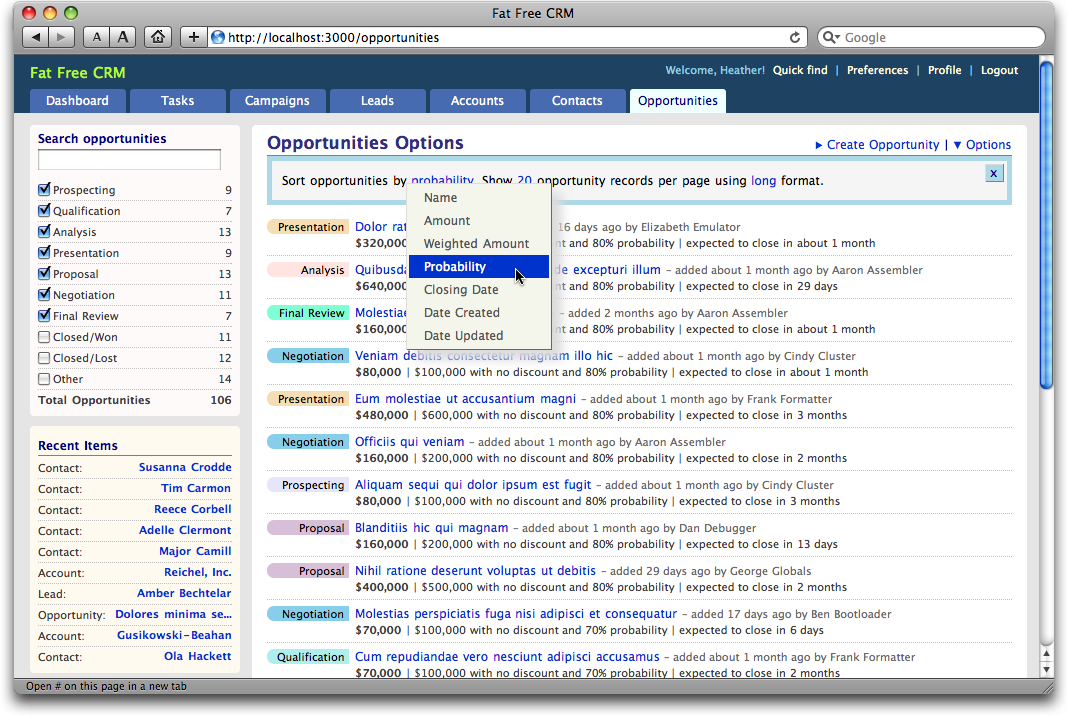 Fat Free CRM
A A + http://localhost:3000/opportunities Google
Fat Free CRM
Welcome, Heather! Quick find | Preferences | Profile | Logout
Dashboard Tasks Campaigns Leads Accounts Contacts Opportunities
Search opportunities
Prospecting 9
Qualification 7
Analysis 13
Presentation 9
Proposal 13
Negotiation 11
Final Review 7
Closed/Won 11
Closed/Lost 12
Other 14
Total Opportunities 106
Recent Items
Contact: Susanna Crodde
Contact: Tim Carmon
Contact: Reece Corbell
Contact: Adelle Clermont
Contact: Major Camill
Account: Reichel, Inc.
Lead: Amber Bechtelar
Opportunity: Dolores minima se...
Account: Gusikowski-Beahan
Contact: Ola Hackett
Opportunities Options
► Create Opportunity | ▼ Options
Sort opportunities by probability. Show 20 opportunity records per page using long format.
X
Name
Amount
Weighted Amount
Probability
Closing Date
Date Created
Date Updated
Presentation Dolor 16 days ago by Elizabeth Emulator
$320,000 and 80% probability | expected to close in about 1 month
Analysis excepturi illum – added about 1 month ago by Aaron Assembler
$640,000 and 80% probability | expected to close in 29 days
Final Review – added 2 months ago by Aaron Assembler
$160,000 and 80% probability | expected to close in about 1 month
Negotiation Veniam debitis consectetur magnam illo hic – added about 1 month ago by Cindy Cluster
$80,000 | $100,000 with no discount and 80% probability | expected to close in about 1 month
Presentation Eum molestiae ut accusantium magni – added about 1 month ago by Frank Formatter
$480,000 | $600,000 with no discount and 80% probability | expected to close in 3 months
Negotiation Officiis qui veniam – added about 1 month ago by Aaron Assembler
$160,000 | $200,000 with no discount and 80% probability | expected to close in 2 months
Prospecting Aliquam sequi qui dolor ipsum est fugit – added about 1 month ago by Cindy Cluster
$80,000 | $100,000 with no discount and 80% probability | expected to close in 3 months
Proposal Blanditiis hic qui magnam – added about 1 month ago by Dan Debugger
$160,000 | $200,000 with no discount and 80% probability | expected to close in 13 days
Proposal Nihil ratione deserunt voluptas ut debitis – added 29 days ago by George Globals
$400,000 | $500,000 with no discount and 80% probability | expected to close in 2 months
Negotiation Molestias perspiciatis fuga nisi adipisci et consequatur – added 17 days ago by Ben Bootloader
$70,000 | $100,000 with no discount and 70% probability | expected to close in 6 days
Qualification Cum repudiandae vero nesciunt adipisci accusamus – added about 1 month ago by Frank Formatter
$70,000 | $100,000 with no discount and 70% probability | expected to close in 2 months
Open # on this page in a new tab